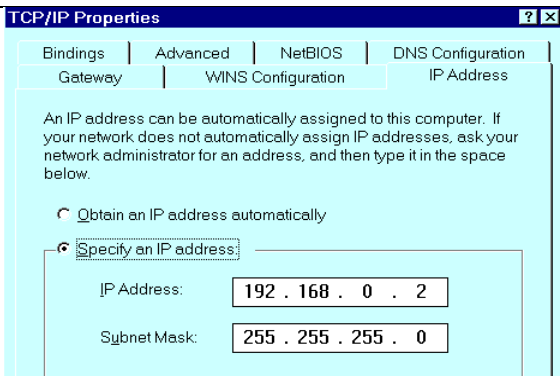 TCP/IP Properties ? x
Bindings Advanced NetBIOS DNS Configuration
Gateway WINS Configuration IP Address
An IP address can be automatically assigned to this computer. If
your network does not automatically assign IP addresses, ask your
network administrator for an address, and then type it in the space
below.
Obtain an IP address automatically
Specify an IP address:
IP Address: 192 . 168 . 0 . 2
Subnet Mask: 255 . 255 . 255 . 0